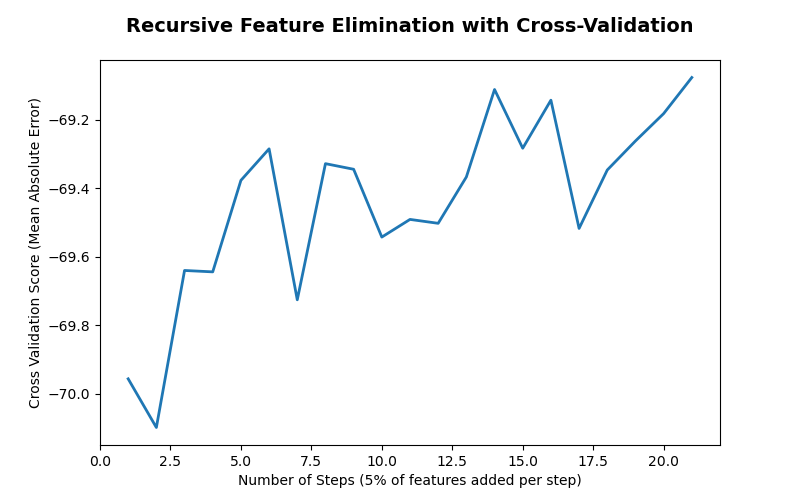 Recursive Feature Elimination with Cross-Validation
Cross Validation Score (Mean Absolute Error)
−69.2
−69.4
−69.6
−69.8
−70.0
0.0 2.5 5.0 7.5 10.0 12.5 15.0 17.5 20.0
Number of Steps (5% of features added per step)